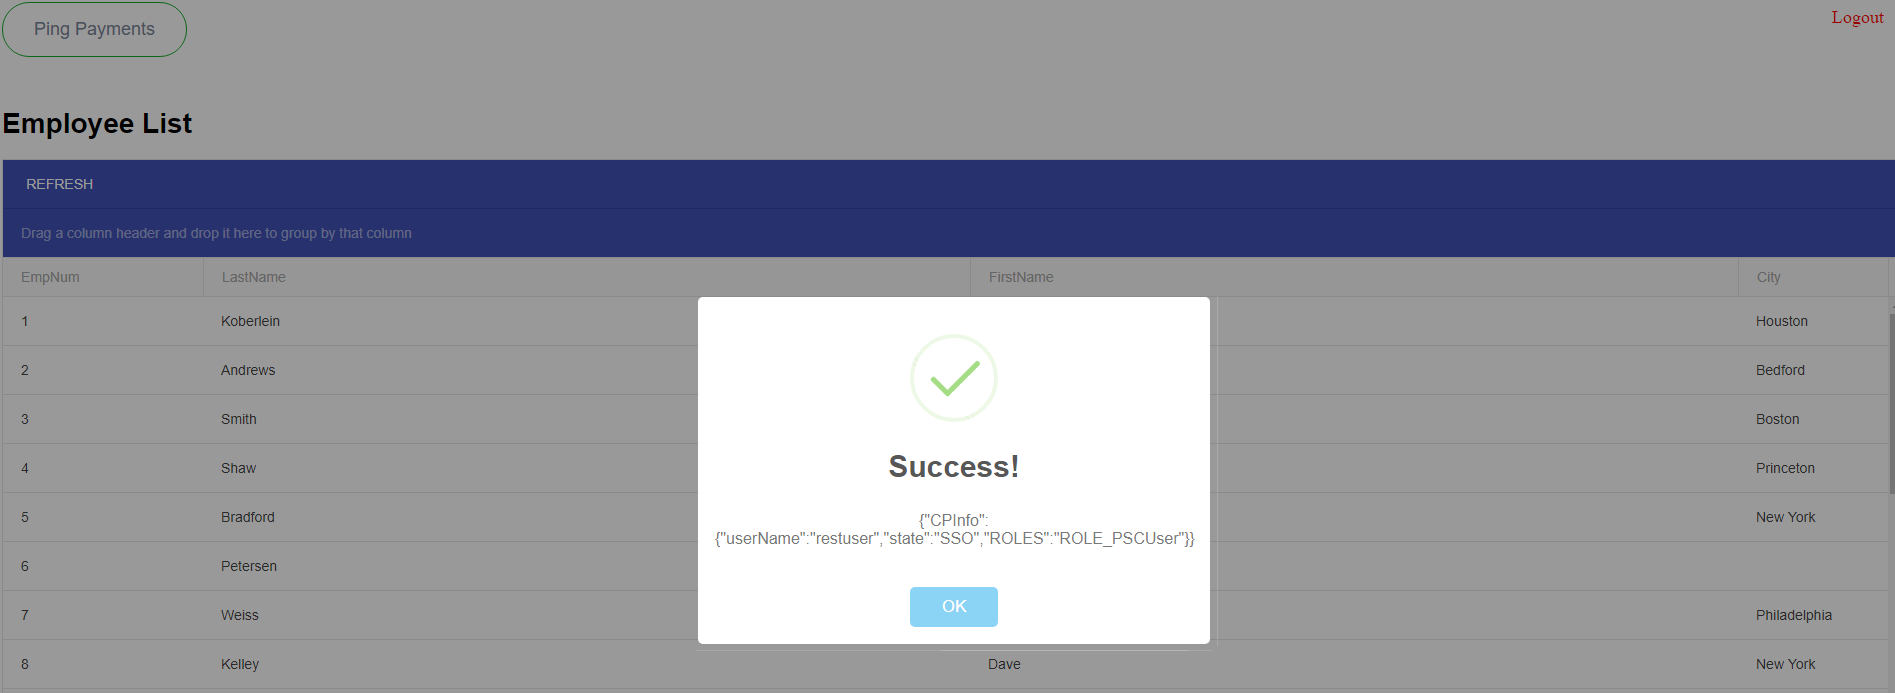 Ping Payments
Logout
Employee List
REFRESH
Drag a column header and drop it here to group by that column
EmpNum LastName FirstName City
1 Koberlein Houston
2 Andrews Bedford
3 Smith Boston
4 Shaw Princeton
5 Bradford New York
6 Petersen
7 Weiss Philadelphia
8 Kelley Dave New York
Success!
{"CPInfo":
{"userName":"restuser","state":"SSO","ROLES":"ROLE_PSCUser"}}
OK